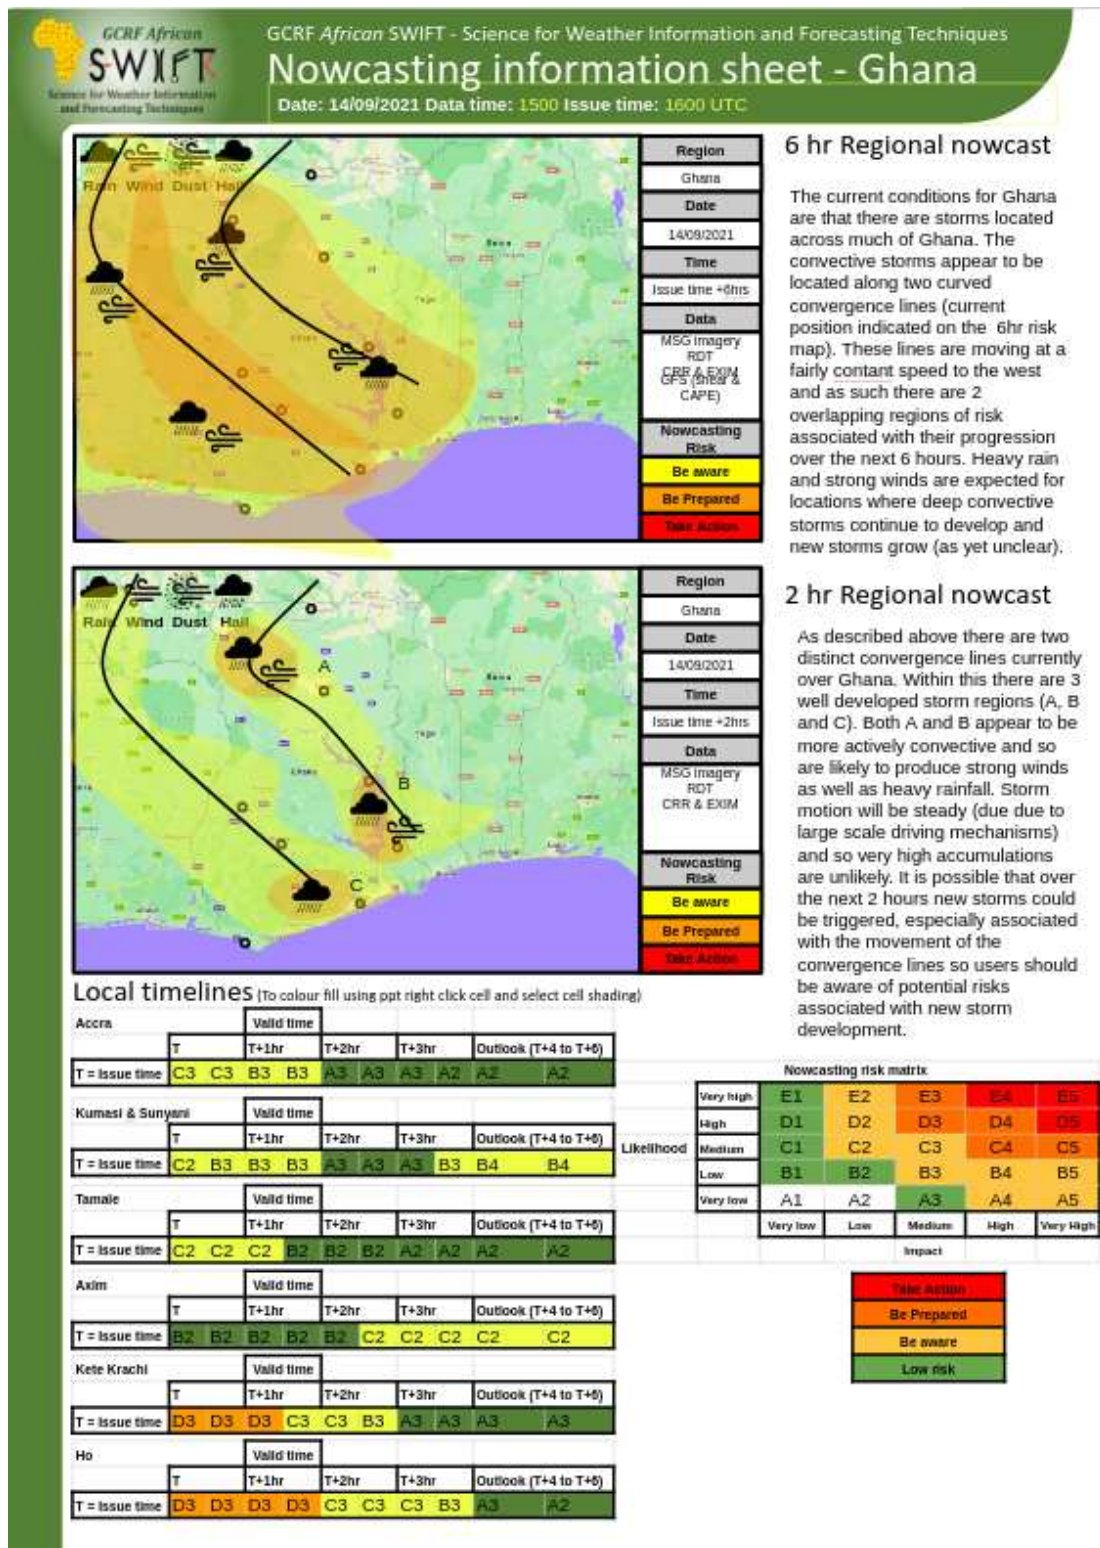 GCRF African
SWIFT
Science for Weather Information
and Forecasting Techniques
GCRF African SWIFT - Science for Weather Information and Forecasting Techniques
Nowcasting information sheet - Ghana
Date: 14/09/2021 Data time: 1500 Issue time: 1600 UTC
Rain Wind Dust Hail
Region
Ghana
Date
14/09/2021
Time
Issue time +6hrs
Data
MSG imagery
RDT
CRR & EXIM
GFS (shear &
CAPE)
Nowcasting
Risk
Be aware
Be Prepared
Take Action
6 hr Regional nowcast
The current conditions for Ghana
are that there are storms located
across much of Ghana. The
convective storms appear to be
located along two curved
convergence lines (current
position indicated on the 6hr risk
map). These lines are moving at a
fairly contant speed to the west
and as such there are 2
overlapping regions of risk
associated with their progression
over the next 6 hours. Heavy rain
and strong winds are expected for
locations where deep convective
storms continue to develop and
new storms grow (as yet unclear).
Rain Wind Dust Hail
A
B
C
Region
Ghana
Date
14/09/2021
Time
Issue time +2hrs
Data
MSG imagery
RDT
CRR & EXIM
Nowcasting
Risk
Be aware
Be Prepared
Take Action
2 hr Regional nowcast
As described above there are two
distinct convergence lines currently
over Ghana. Within this there are 3
well developed storm regions (A, B
and C). Both A and B appear to be
more actively convective and so
are likely to produce strong winds
as well as heavy rainfall. Storm
motion will be steady (due due to
large scale driving mechanisms)
and so very high accumulations
are unlikely. It is possible that over
the next 2 hours new storms could
be triggered, especially associated
with the movement of the
convergence lines so users should
be aware of potential risks
associated with new storm
development.
Local timelines (To colour fill using ppt right click cell and select cell shading)
Accra Valid time
T T+1hr T+2hr T+3hr Outlook (T+4 to T+6)
T = Issue time C3 C3 B3 B3 A3 A3 A3 A2 A2 A2
Kumasi & Sunyani Valid time
T T+1hr T+2hr T+3hr Outlook (T+4 to T+6)
T = Issue time C2 B3 B3 B3 A3 A3 A3 B3 B4 B4
Tamale Valid time
T T+1hr T+2hr T+3hr Outlook (T+4 to T+6)
T = Issue time C2 C2 C2 B2 B2 B2 A2 A2 A2 A2
Axim Valid time
T T+1hr T+2hr T+3hr Outlook (T+4 to T+6)
T = Issue time B2 B2 B2 B2 B2 C2 C2 C2 C2 C2
Kete Krachi Valid time
T T+1hr T+2hr T+3hr Outlook (T+4 to T+6)
T = Issue time D3 D3 D3 C3 C3 B3 A3 A3 A3 A3
Ho Valid time
T T+1hr T+2hr T+3hr Outlook (T+4 to T+6)
T = Issue time D3 D3 D3 D3 C3 C3 C3 B3 A3 A2
Nowcasting risk matrix
Very high E1 E2 E3 E4 E5
High D1 D2 D3 D4 D5
Likelihood Medium C1 C2 C3 C4 C5
Low B1 B2 B3 B4 B5
Very low A1 A2 A3 A4 A5
Very low Low Medium High Very High
Impact
Take Action
Be Prepared
Be aware
Low risk